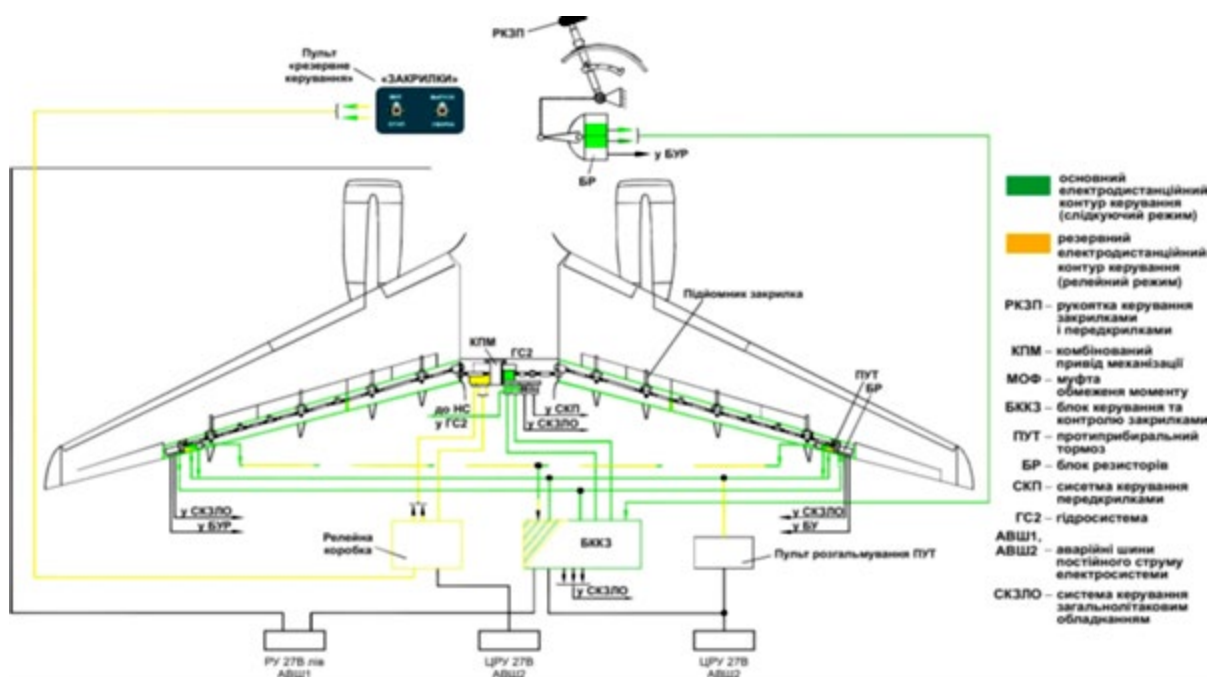 РКЗП
Пульт
«резервне
керування»
«ЗАКРИЛКИ»
у БУР
БР
основний
електродистанційний
контур керування
(слідкуючий режим)
резервний
електродистанційний
контур керування
(релейний режим)
РКЗП – рукоятка керування
закрилками
і передкрилками
КПМ – комбінований
привід механізації
МОФ – муфта
обмеженя моменту
БККЗ – блок керування та
контролю закрилками
ПУТ – протиприбиральний
тормоз
БР – блок резисторів
СКП – сисетма керування
передкрилками
ГС2 – гідросистема
АВШ1,
АВШ2 – аварійні шини
постійного струму
електросистеми
СКЗЛО – система керування
загальнолітаковим
обладнанням
Підйомник закрилка
КПМ
ГС2
ПУТ
БР
до НС
у ГС2
у СКП
у СКЗЛО
у СКЗЛО
у БУР
у СКЗЛО
у БУ
Релейна
коробка
БККЗ
Пульт розгальмування ПУТ
у СКЗЛО
РУ 27В лів
АВШ1
ЦРУ 27В
АВШ2
ЦРУ 27В
АВШ2